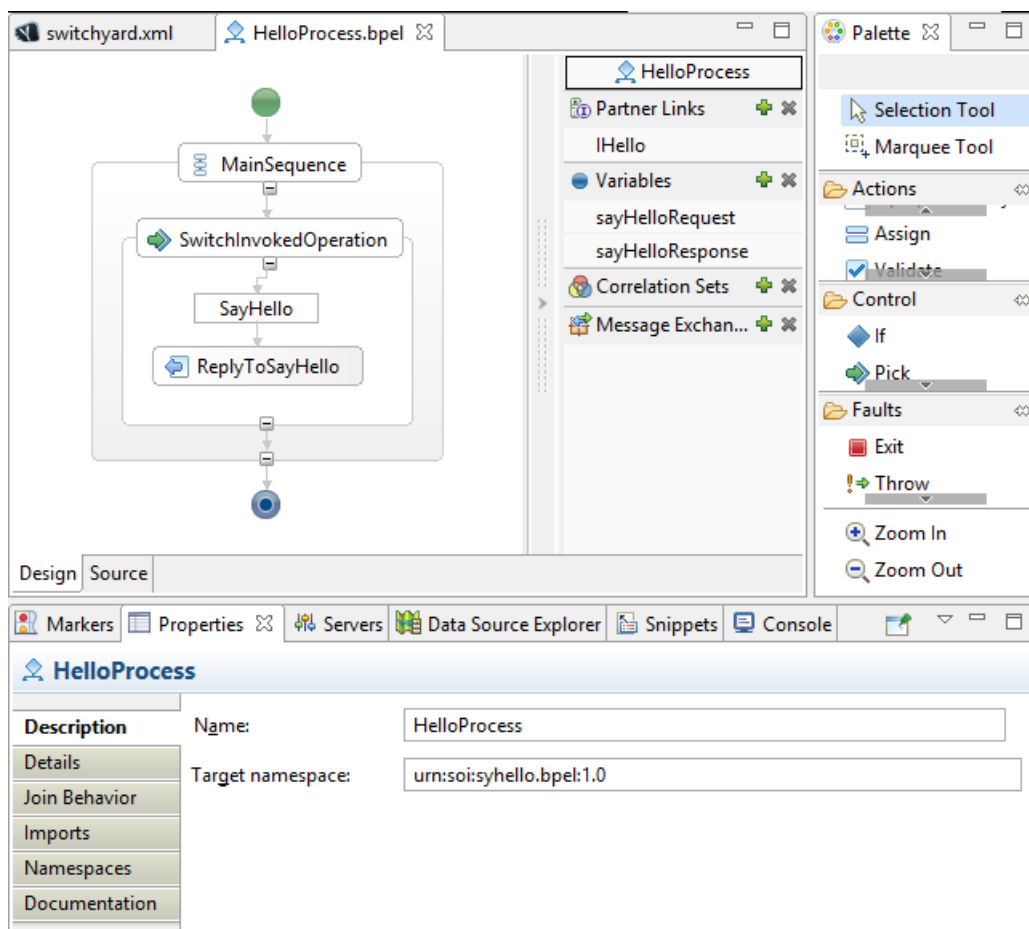 switchyard.xml
HelloProcess.bpel
MainSequence
SwitchInvokedOperation
SayHello
ReplyToSayHello
Design
Source
HelloProcess
Partner Links
IHello
Variables
sayHelloRequest
sayHelloResponse
Correlation Sets
Message Exchan...
Palette
Selection Tool
Marquee Tool
Actions
Assign
Validate
Control
If
Pick
Faults
Exit
Throw
Zoom In
Zoom Out
Markers
Properties
Servers
Data Source Explorer
Snippets
Console
HelloProcess
Description
Details
Join Behavior
Imports
Namespaces
Documentation
Name:
HelloProcess
Target namespace:
urn:soi:syhello.bpel:1.0